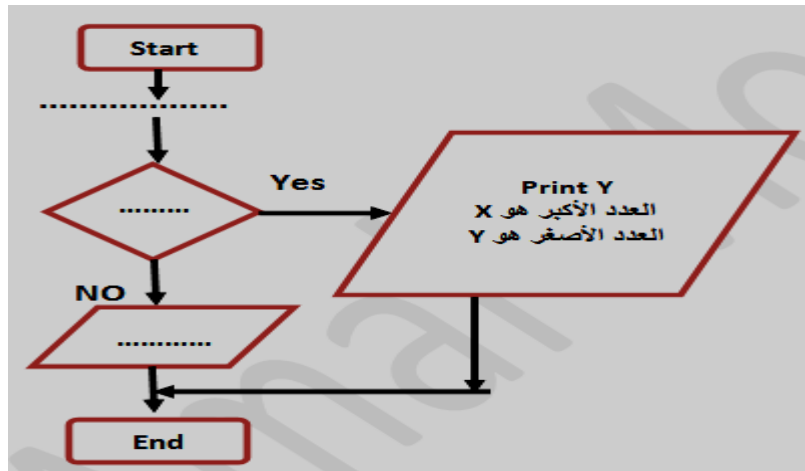 Start
...................
.........
Yes
Print Y
العدد الأكبر هو X
العدد الأصغر هو Y
NO
............
End